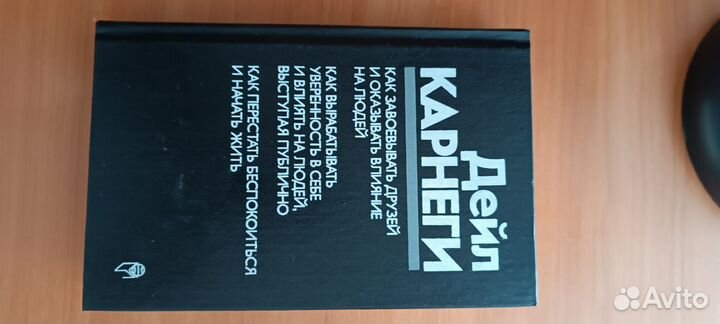 Дейл
КАРНЕГИ
КАК ЗАВОЕВЫВАТЬ ДРУЗЕЙ
И ОКАЗЫВАТЬ ВЛИЯНИЕ
НА ЛЮДЕЙ
КАК ВЫРАБАТЫВАТЬ
УВЕРЕННОСТЬ В СЕБЕ
И ВЛИЯТЬ НА ЛЮДЕЙ,
ВЫСТУПАЯ ПУБЛИЧНО
КАК ПЕРЕСТАТЬ БЕСПОКОИТЬСЯ
И НАЧАТЬ ЖИТЬ
Avito